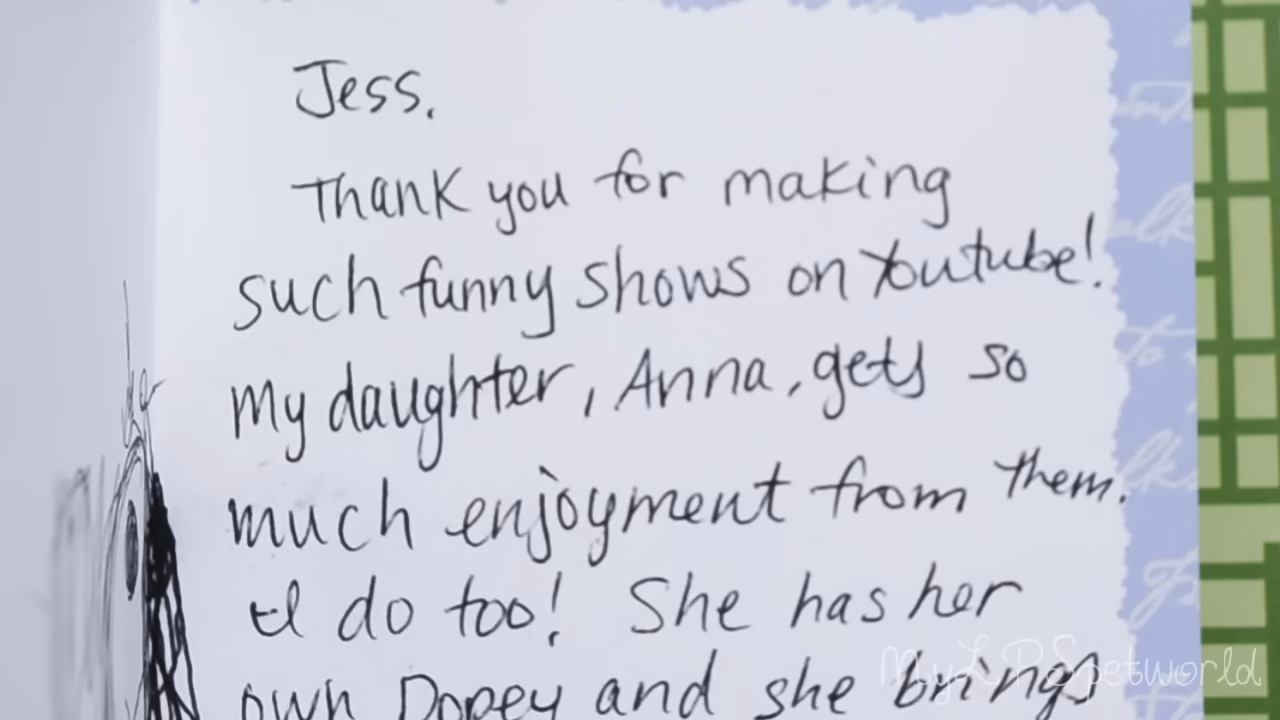 Jess,
Thank you for making
such funny shows on Youtube!
My daughter, Anna, gets so
much enjoyment from them.
I do too! She has her
own Dopey and she brings
MyLPSpetworld